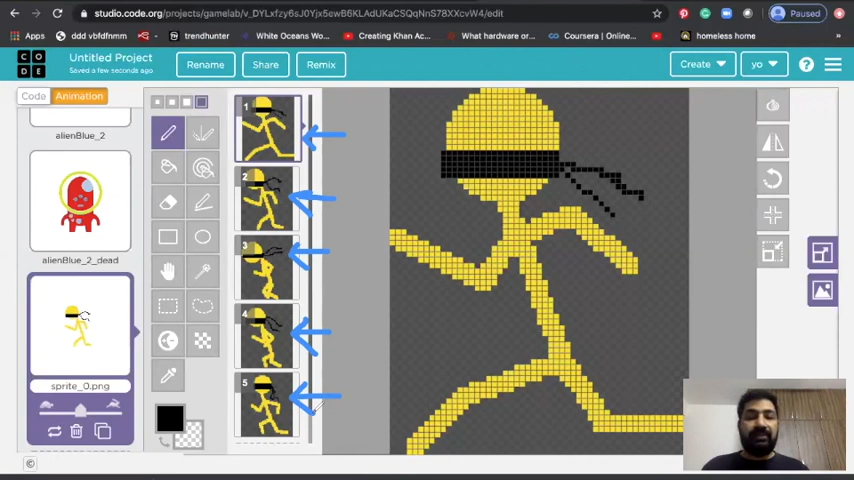 studio.code.org/projects/gamelab/v_DYLxfzy6sJ0Yjx5ewB6KLAdUKaCSQqNnS78XXcvW4/edit
Paused
Apps
ddd vbfdfnmm
trendhunter
White Oceans Wo...
Creating Khan Ac...
What hardware or...
Coursera | Online...
homeless home
C O
D E
Untitled Project
Saved a few seconds ago
Rename
Share
Remix
Create
yo
?
Code
Animation
alienBlue_2
alienBlue_2_dead
sprite_0.png
1
2
3
4
5
©